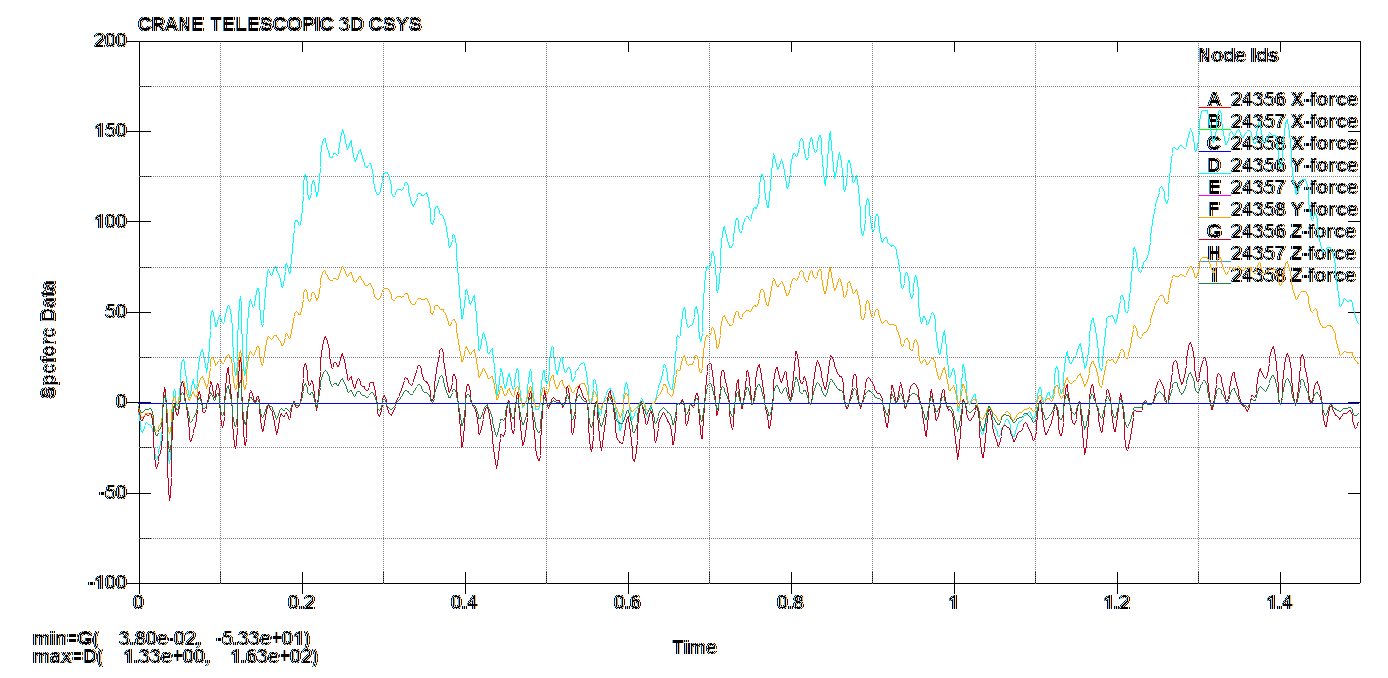 CRANE TELESCOPIC 3D CSYS
200
150
100
50
0
-50
-100
Spcforc Data
Node Ids
A 24356 X-force
B 24357 X-force
C 24358 X-force
D 24356 Y-force
E 24357 Y-force
F 24358 Y-force
G 24356 Z-force
H 24357 Z-force
I 24358 Z-force
0 0.2 0.4 0.6 0.8 1 1.2 1.4
Time
min=G( 3.80e-02, -5.33e+01)
max=D( 1.33e+00, 1.63e+02)